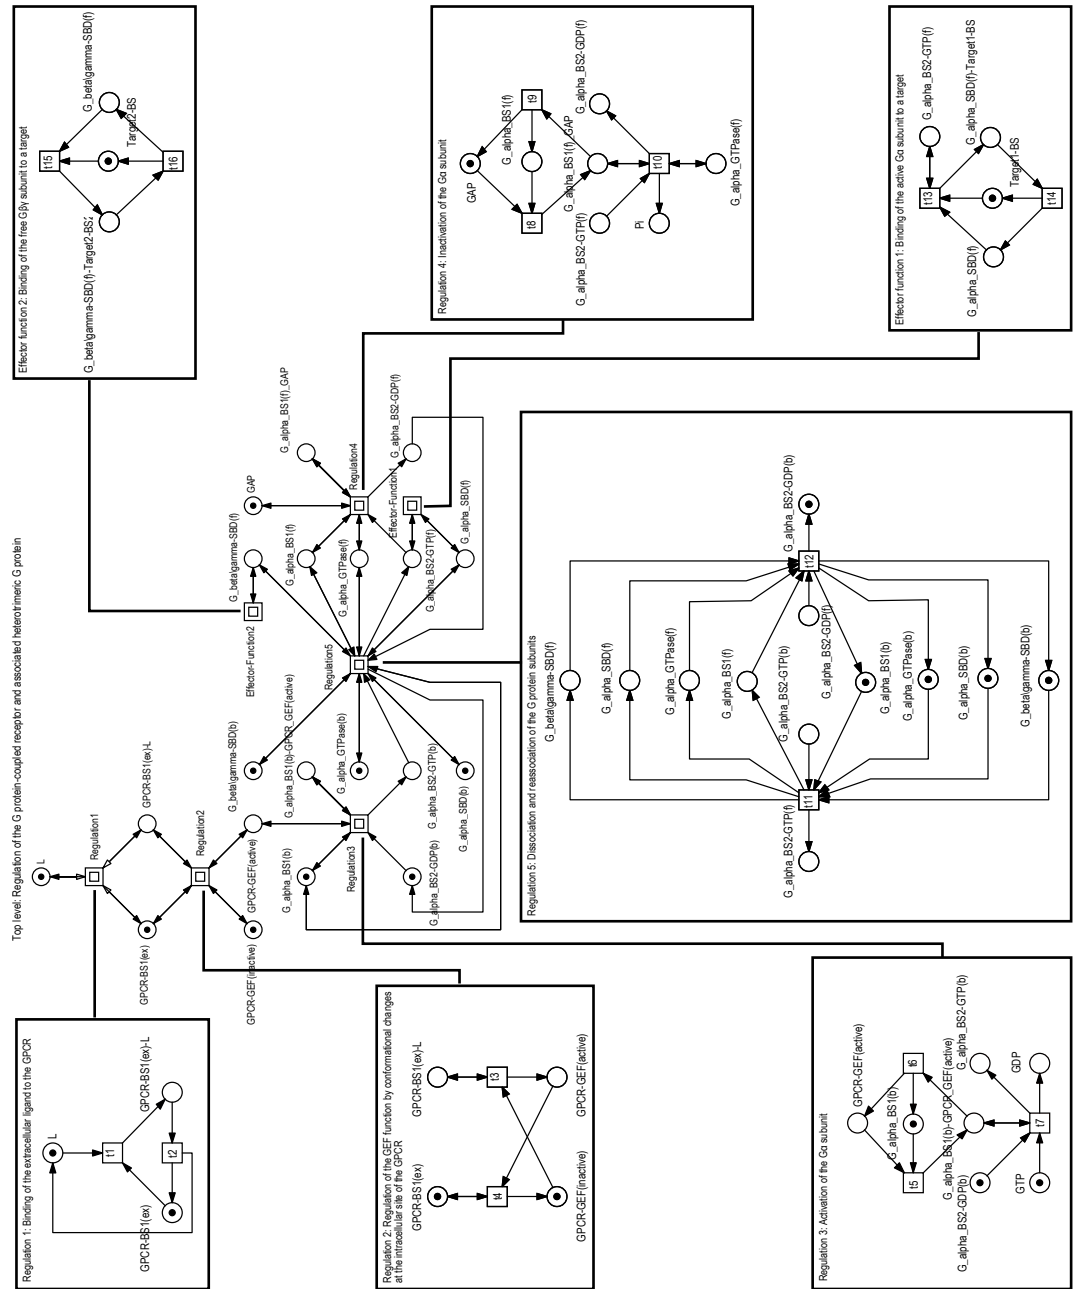 Top level: Regulation of the G protein-coupled receptor and associated heterotrimeric G protein
L
Regulation1
GPCR-BS1(ex)
GPCR-BS1(ex)-L
Regulation2
GPCR-GEF(inactive)
GPCR-GEF(active)
G_alpha_BS1(b)
Regulation3
G_alpha_BS2-GDP(b)
G_beta\gamma-SBD(b)
G_alpha_BS1(b)-GPCR_GEF(active)
G_alpha_GTPase(b)
G_alpha_BS2-GTP(b)
G_alpha_SBD(b)
Effector-Function2
Regulation5
G_beta\gamma-SBD(f)
G_alpha_BS1(f)
G_alpha_GTPase(f)
G_alpha_BS2-GTP(f)
G_alpha_SBD(f)
GAP
Regulation4
Effector-Function1
G_alpha_BS1(f)_GAP
G_alpha_BS2-GDP(f)
Regulation 1: Binding of the extracellular ligand to the GPCR
L
t1
t2
GPCR-BS1(ex)
GPCR-BS1(ex)-L
Regulation 2: Regulation of the GEF function by conformational changes
at the intracellular site of the GPCR
GPCR-BS1(ex)
GPCR-BS1(ex)-L
t4
t3
GPCR-GEF(inactive)
GPCR-GEF(active)
Regulation 3: Activation of the Gα subunit
GPCR-GEF(active)
t5
G_alpha_BS1(b)
t6
G_alpha_BS1(b)-GPCR_GEF(active)
G_alpha_BS2-GDP(b)
G_alpha_BS2-GTP(b)
GTP
t7
GDP
Regulation 5: Dissociation and reassociation of the G protein subunits
G_beta\gamma-SBD(f)
G_alpha_SBD(f)
G_alpha_GTPase(f)
G_alpha_BS1(f)
G_alpha_BS2-GTP(b)
G_alpha_BS2-GTP(f)
t11
t12
G_alpha_BS2-GDP(b)
G_alpha_BS2-GDP(f)
G_alpha_BS1(b)
G_alpha_GTPase(b)
G_alpha_SBD(b)
G_beta\gamma-SBD(b)
Effector function 2: Binding of the free Gβγ subunit to a target
t15
G_beta\gamma-SBD(f)-Target2-BS2
Target2-BS
G_beta\gamma-SBD(f)
t16
Regulation 4: Inactivation of the Gα subunit
GAP
t8
G_alpha_BS1(f)
t9
G_alpha_BS1(f)_GAP
G_alpha_BS2-GTP(f)
G_alpha_BS2-GDP(f)
Pi
t10
G_alpha_GTPase(f)
Effector function 1: Binding of the active Gα subunit to a target
t13
G_alpha_BS2-GTP(f)
G_alpha_SBD(f)
Target1-BS
G_alpha_SBD(f)-Target1-BS
t14